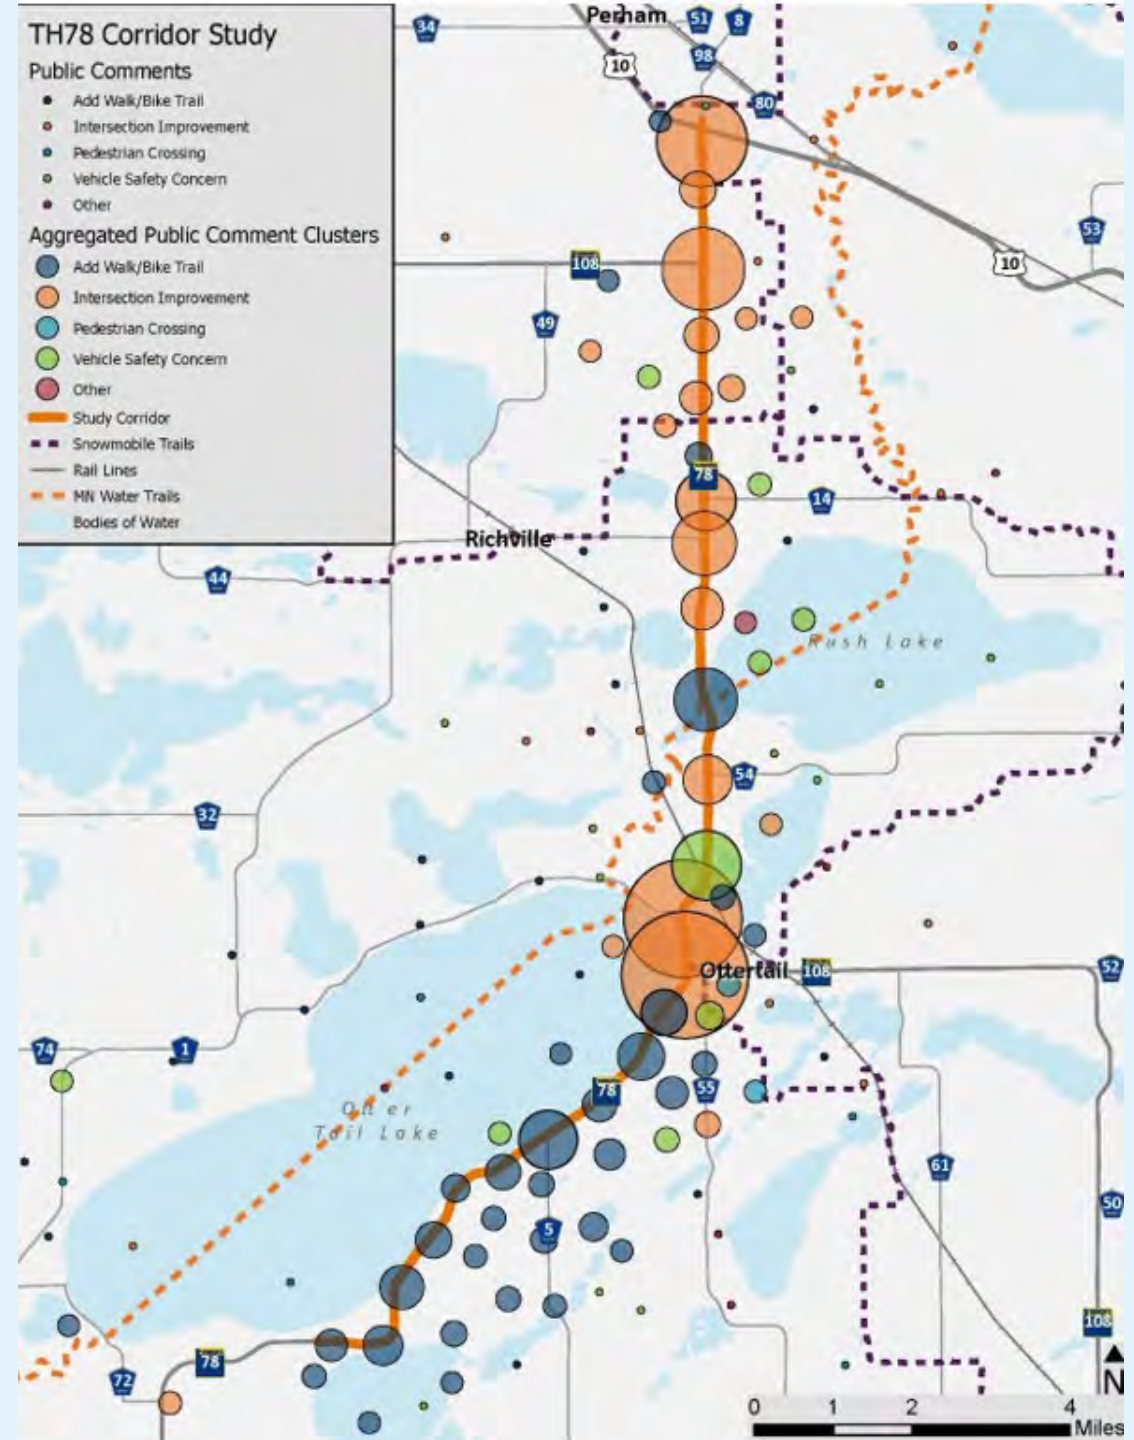 TH78 Corridor Study
Public Comments
Add Walk/Bike Trail
Intersection Improvement
Pedestrian Crossing
Vehicle Safety Concern
Other
Aggregated Public Comment Clusters
Add Walk/Bike Trail
Intersection Improvement
Pedestrian Crossing
Vehicle Safety Concern
Other
Study Corridor
Snowmobile Trails
Rail Lines
MN Water Trails
Bodies of Water
Perham
34
51
8
10
98
80
53
10
108
49
78
14
Richville
44
Rush Lake
54
32
Ottertail
108
52
74
1
78
55
Otter
Tail Lake
61
50
5
108
78
72
N
0 1 2 4
Miles